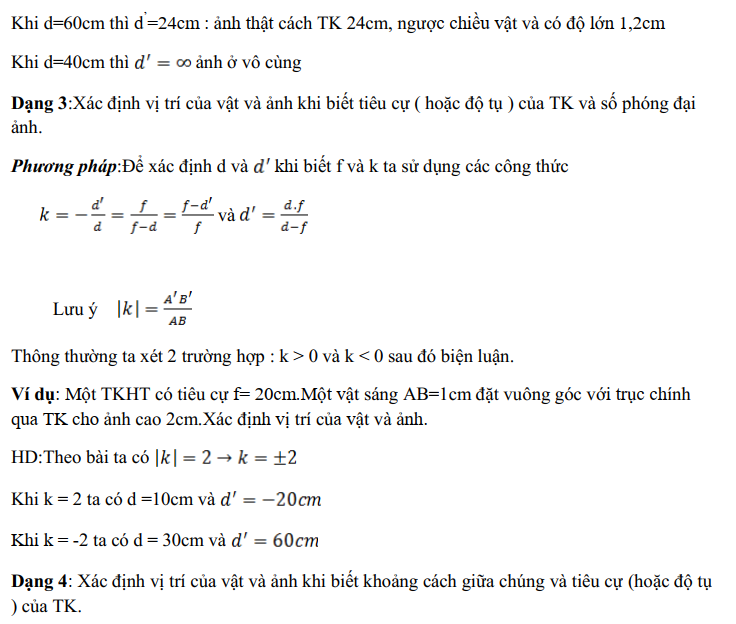 Khi d=60cm thì d'=24cm : ảnh thật cách TK 24cm, ngược chiều vật và có độ lớn 1,2cm
Khi d=40cm thì d′ = ∞ ảnh ở vô cùng
Dạng 3:Xác định vị trí của vật và ảnh khi biết tiêu cự ( hoặc độ tụ ) của TK và số phóng đại
ảnh.
Phương pháp:Để xác định d và d′ khi biết f và k ta sử dụng các công thức
k = −d′/d = f/(f−d) = (f−d′)/f và d′ = d.f/(d−f)
Lưu ý |k| = A′B′/AB
Thông thường ta xét 2 trường hợp : k > 0 và k < 0 sau đó biện luận.
Ví dụ: Một TKHT có tiêu cự f= 20cm.Một vật sáng AB=1cm đặt vuông góc với trục chính
qua TK cho ảnh cao 2cm.Xác định vị trí của vật và ảnh.
HD:Theo bài ta có |k| = 2 → k = ±2
Khi k = 2 ta có d =10cm và d′ = −20cm
Khi k = -2 ta có d = 30cm và d′ = 60cm
Dạng 4: Xác định vị trí của vật và ảnh khi biết khoảng cách giữa chúng và tiêu cự (hoặc độ tụ
) của TK.